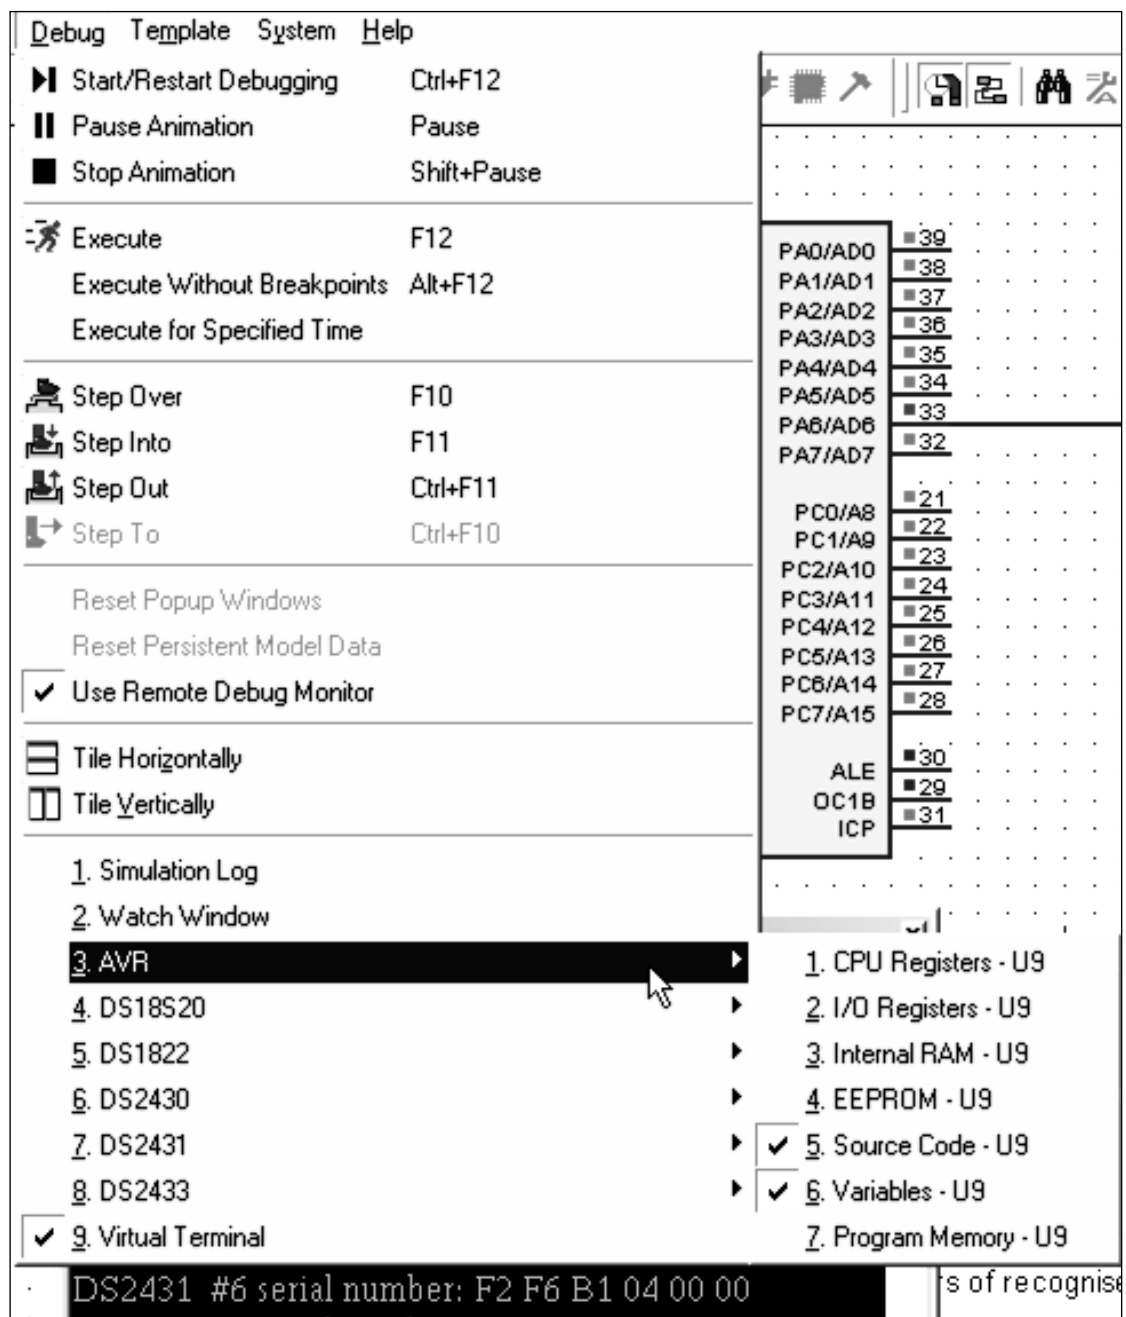 Debug Template System Help
Start/Restart Debugging Ctrl+F12
Pause Animation Pause
Stop Animation Shift+Pause
Execute F12
Execute Without Breakpoints Alt+F12
Execute for Specified Time
Step Over F10
Step Into F11
Step Out Ctrl+F11
Step To Ctrl+F10
Reset Popup Windows
Reset Persistent Model Data
Use Remote Debug Monitor
Tile Horizontally
Tile Vertically
1. Simulation Log
2. Watch Window
3. AVR
4. DS18S20
5. DS1822
6. DS2430
7. DS2431
8. DS2433
9. Virtual Terminal
1. CPU Registers - U9
2. I/O Registers - U9
3. Internal RAM - U9
4. EEPROM - U9
5. Source Code - U9
6. Variables - U9
7. Program Memory - U9
PA0/AD0 39
PA1/AD1 38
PA2/AD2 37
PA3/AD3 36
PA4/AD4 35
PA5/AD5 34
PA6/AD6 33
PA7/AD7 32
PC0/A8 21
PC1/A9 22
PC2/A10 23
PC3/A11 24
PC4/A12 25
PC5/A13 26
PC6/A14 27
PC7/A15 28
ALE 30
OC1B 29
ICP 31
DS2431 #6 serial number: F2 F6 B1 04 00 00
of